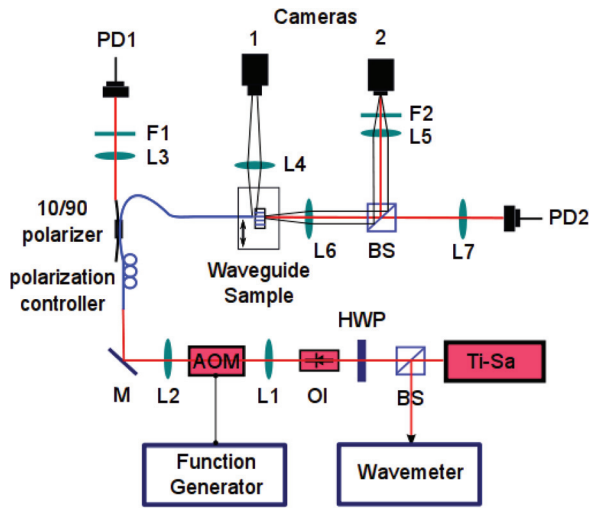 Cameras
PD1
1
2
F1
L3
F2
L5
L4
10/90
polarizer
PD2
L6
BS
L7
Waveguide
Sample
polarization
controller
HWP
AOM
Ti-Sa
M
L2
L1
OI
BS
Function
Generator
Wavemeter